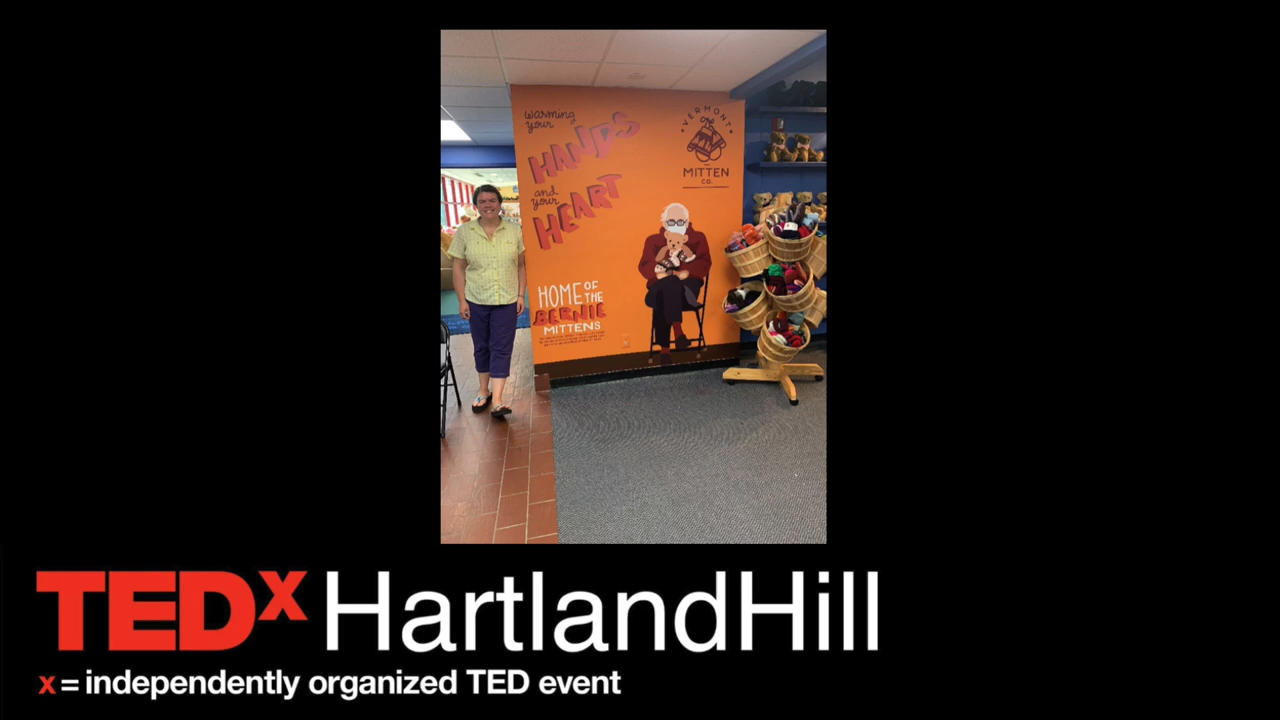 warming
your
HANDS
and
your
HEART
VERMONT
MITTEN
CO.
HOME OF THE
BERNIE
MITTENS
TEDx HartlandHill
x = independently organized TED event